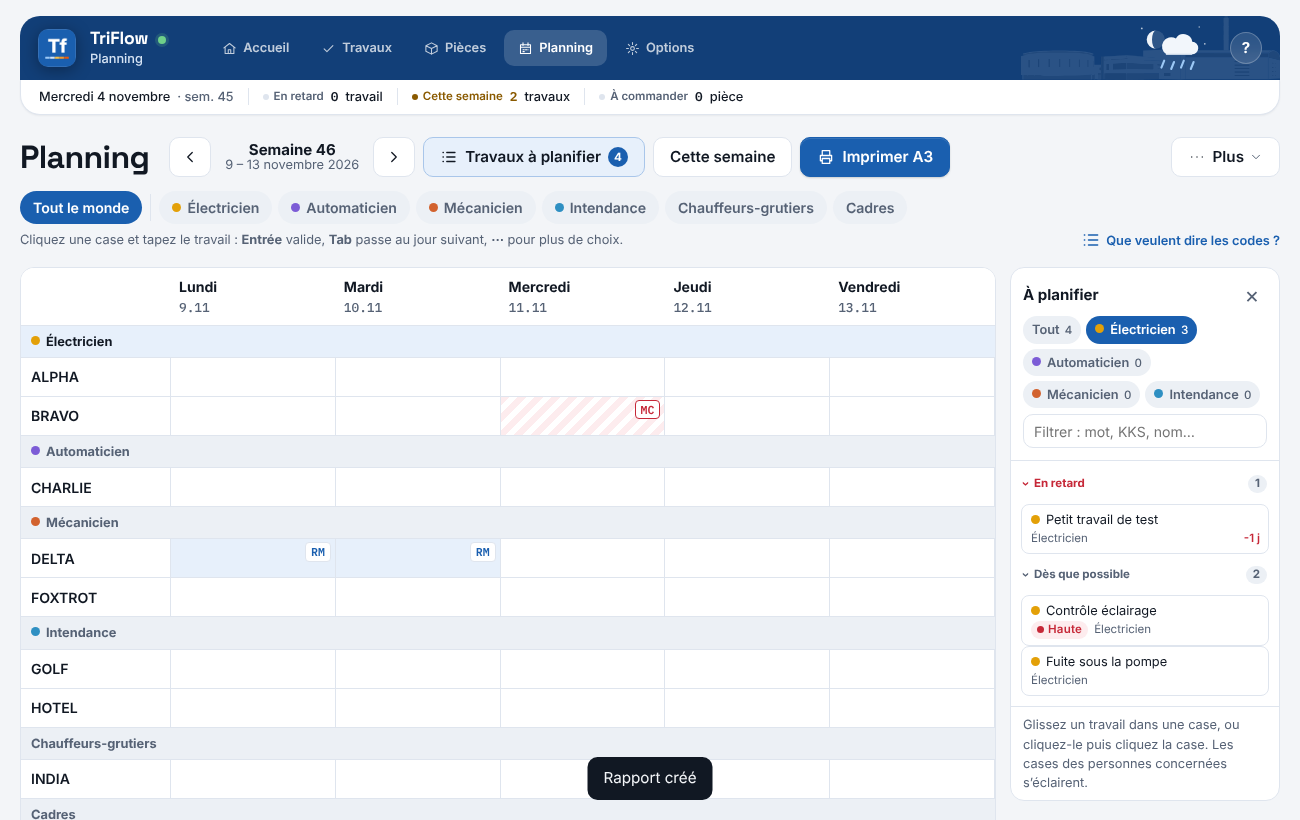 Tf
TriFlow
Planning
Accueil
Travaux
Pièces
Planning
Options
?
Mercredi 4 novembre · sem. 45
En retard 0 travail
Cette semaine 2 travaux
À commander 0 pièce
Planning
Semaine 46
9 – 13 novembre 2026
Travaux à planifier 4
Cette semaine
Imprimer A3
··· Plus
Tout le monde
Électricien
Automaticien
Mécanicien
Intendance
Chauffeurs-grutiers
Cadres
Cliquez une case et tapez le travail : Entrée valide, Tab passe au jour suivant, ··· pour plus de choix.
Que veulent dire les codes ?
Lundi
9.11
Mardi
10.11
Mercredi
11.11
Jeudi
12.11
Vendredi
13.11
Électricien
ALPHA
BRAVO
MC
Automaticien
CHARLIE
Mécanicien
DELTA
RM
RM
FOXTROT
Intendance
GOLF
HOTEL
Chauffeurs-grutiers
INDIA
Cadres
À planifier
Tout 4
Électricien 3
Automaticien 0
Mécanicien 0
Intendance 0
Filtrer : mot, KKS, nom...
En retard 1
Petit travail de test
Électricien
-1 j
Dès que possible 2
Contrôle éclairage
Haute Électricien
Fuite sous la pompe
Électricien
Glissez un travail dans une case, ou
cliquez-le puis cliquez la case. Les
cases des personnes concernées
s’éclairent.
Rapport créé